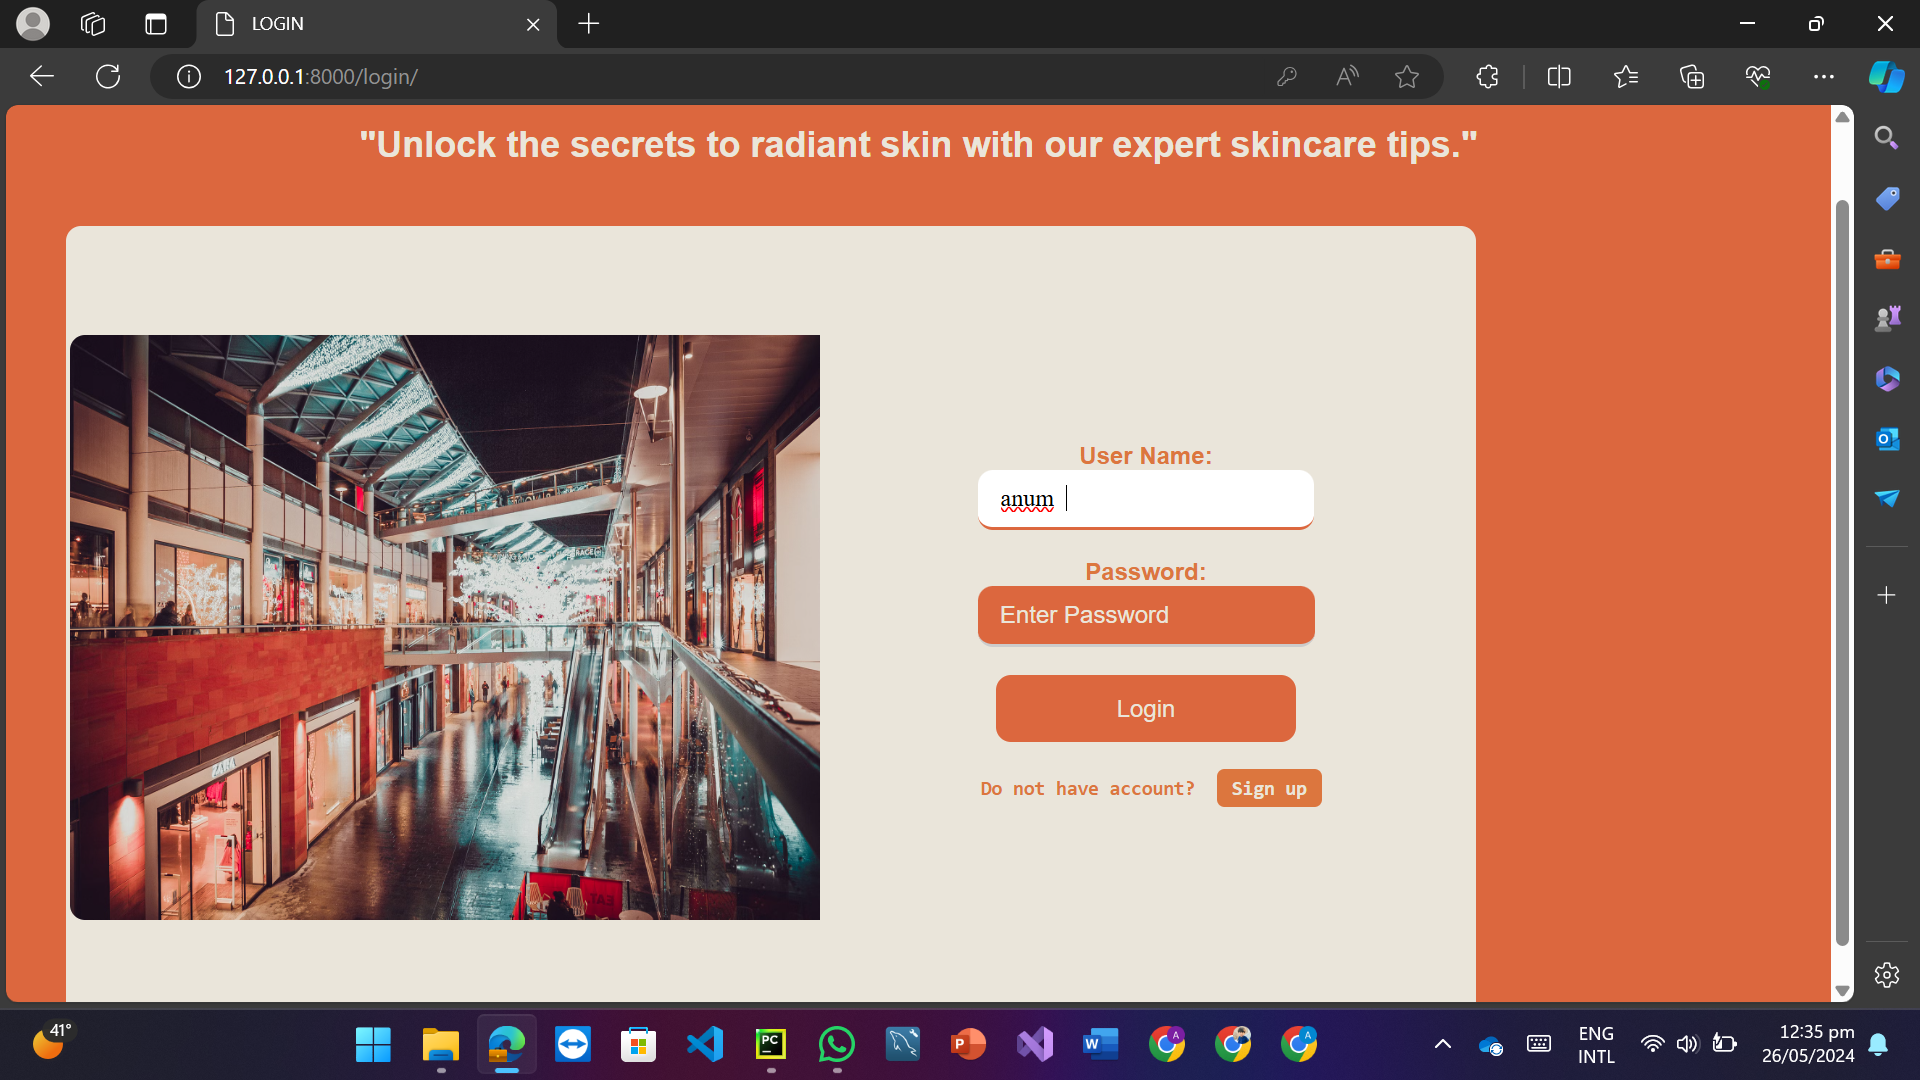 LOGIN
127.0.0.1:8000/login/
"Unlock the secrets to radiant skin with our expert skincare tips."
User Name:
anum
Password:
Enter Password
Login
Do not have account?
Sign up
ZARA
41°
ENG
INTL
12:35 pm
26/05/2024